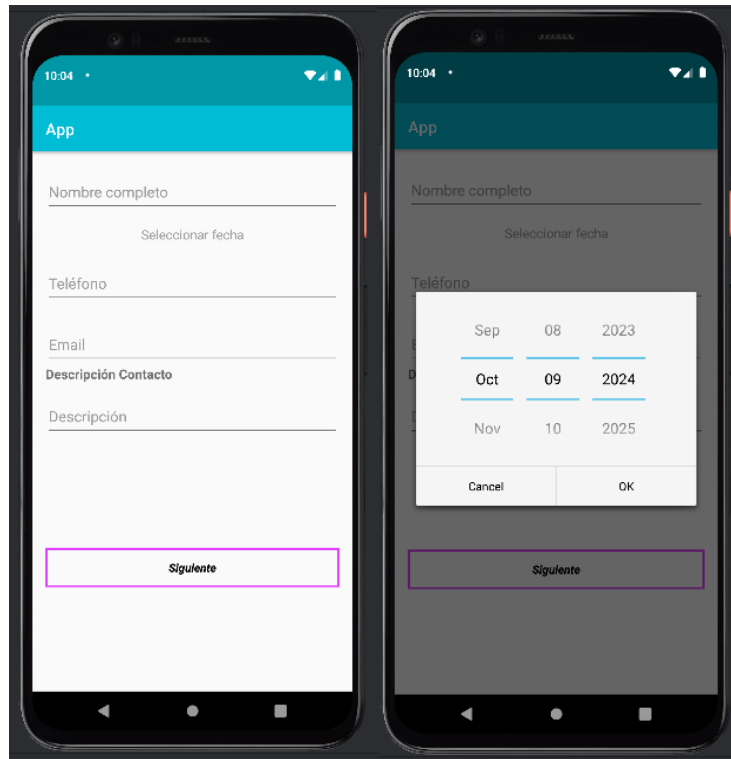 10:04
App
Nombre completo
Seleccionar fecha
Teléfono
Email
Descripción Contacto
Descripción
Siguiente
10:04
App
Nombre completo
Seleccionar fecha
Teléfono
Sep 08 2023
Oct 09 2024
Nov 10 2025
Cancel OK
Siguiente